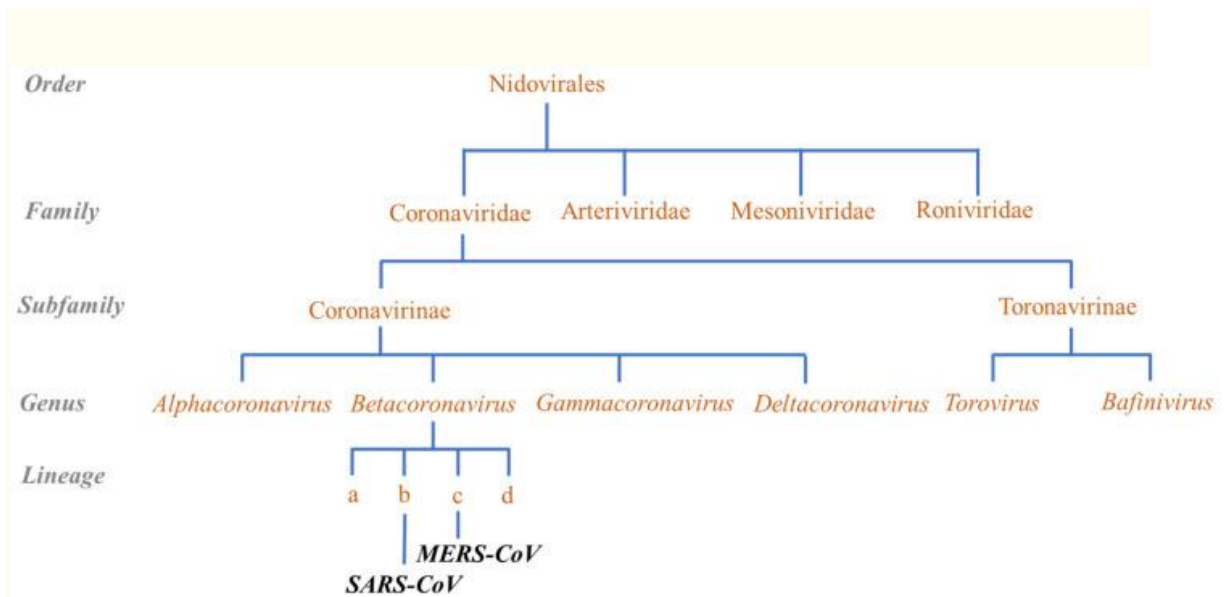 Order Nidovirales
Family Coronaviridae Arteriviridae Mesoniviridae Roniviridae
Subfamily Coronavirinae Toronavirinae
Genus Alphacoronavirus Betacoronavirus Gammacoronavirus Deltacoronavirus Torovirus Bafinivirus
Lineage
a b c d
MERS-CoV
SARS-CoV